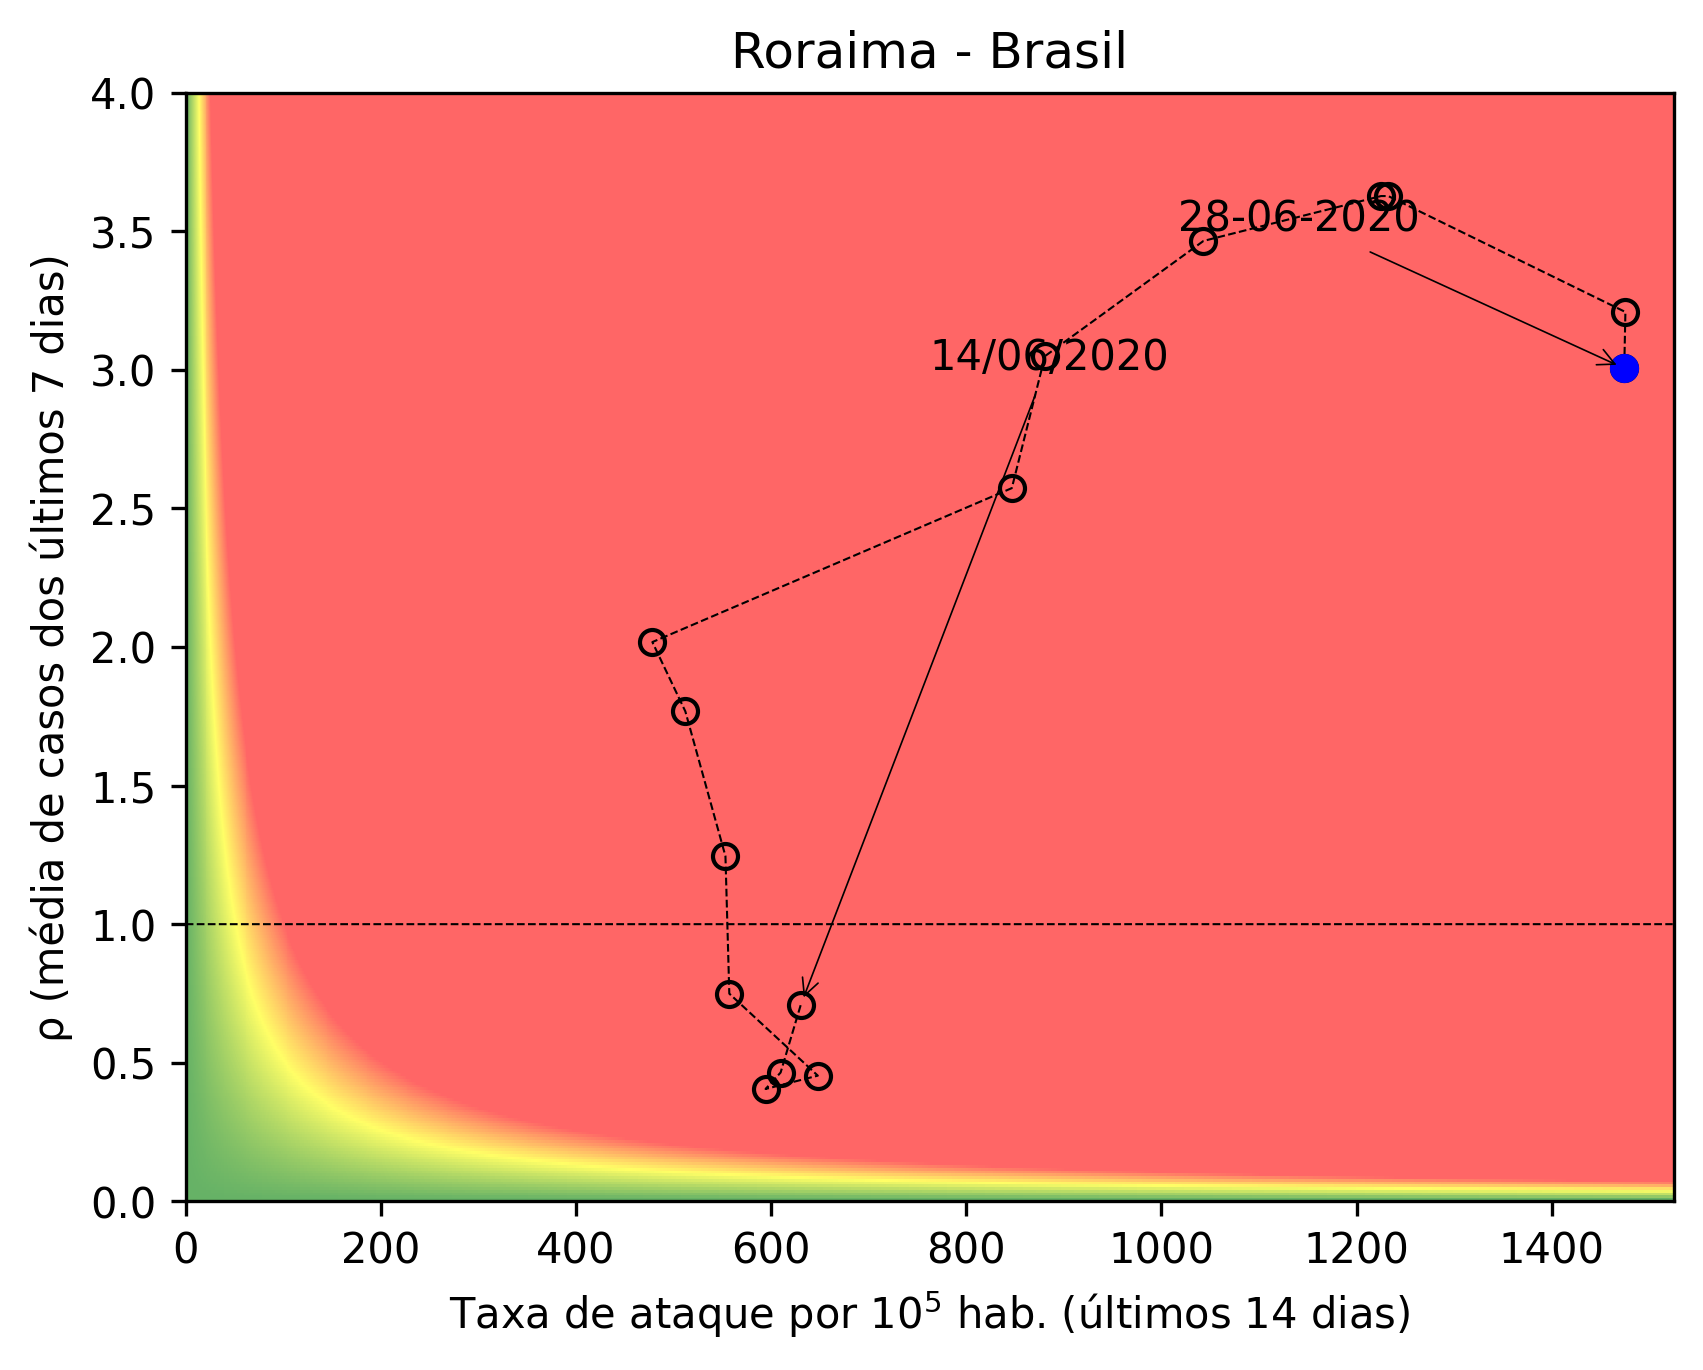 Roraima - Brasil
ρ (média de casos dos últimos 7 dias)
4.0
3.5
3.0
2.5
2.0
1.5
1.0
0.5
0.0
28-06-2020
14/06/2020
0 200 400 600 800 1000 1200 1400
Taxa de ataque por 10⁵ hab. (últimos 14 dias)